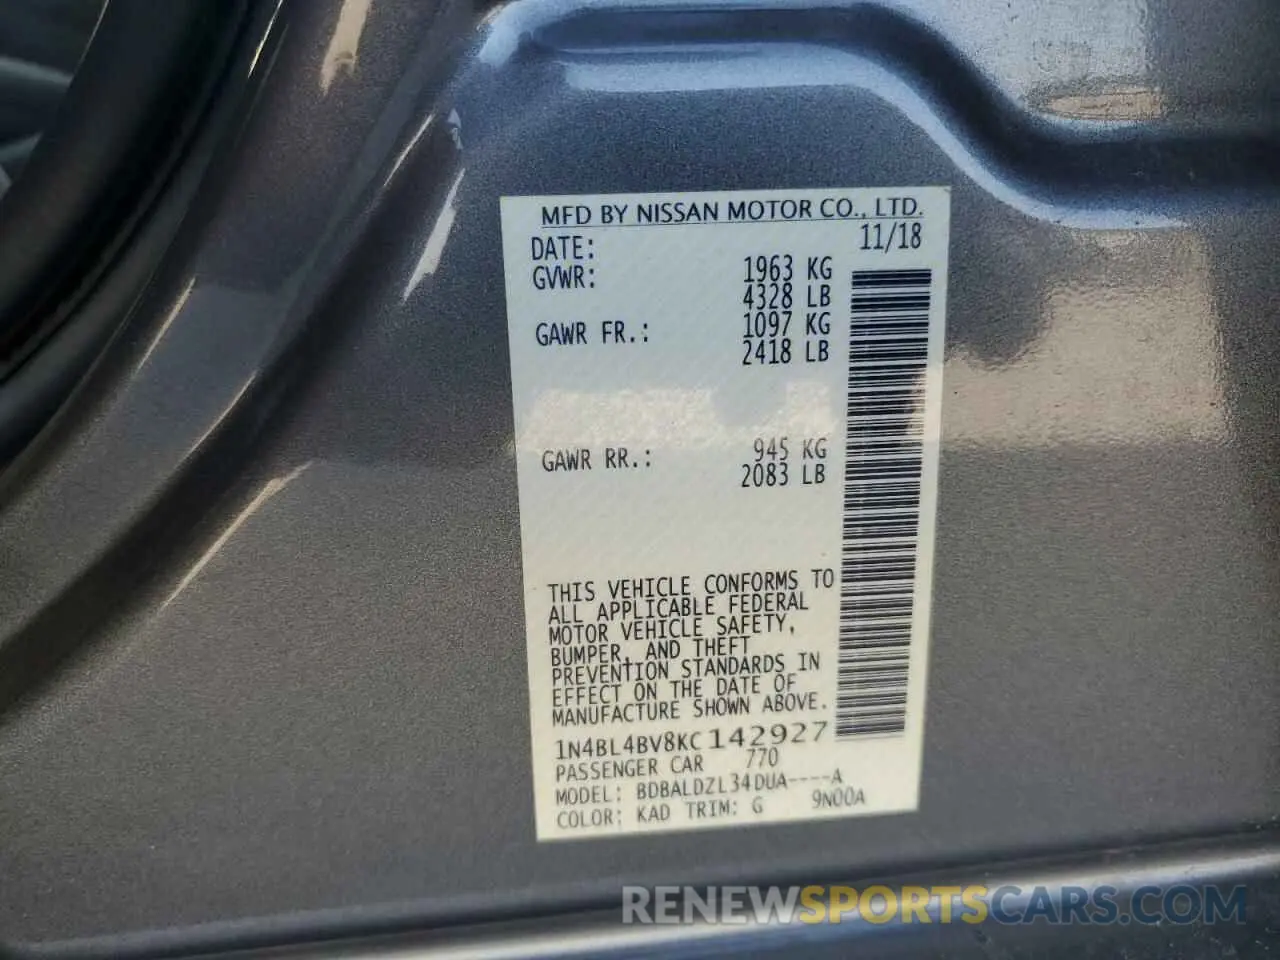 MFD BY NISSAN MOTOR CO., LTD.
DATE: 11/18
GVWR: 1963 KG
4328 LB
GAWR FR.: 1097 KG
2418 LB
GAWR RR.: 945 KG
2083 LB
THIS VEHICLE CONFORMS TO
ALL APPLICABLE FEDERAL
MOTOR VEHICLE SAFETY,
BUMPER, AND THEFT
PREVENTION STANDARDS IN
EFFECT ON THE DATE OF
MANUFACTURE SHOWN ABOVE.
1N4BL4BV8KC142927
PASSENGER CAR 770
MODEL: BDBALDZL34DUA----A
COLOR: KAD TRIM: G 9N00A
RENEWSPORTSCARS.COM